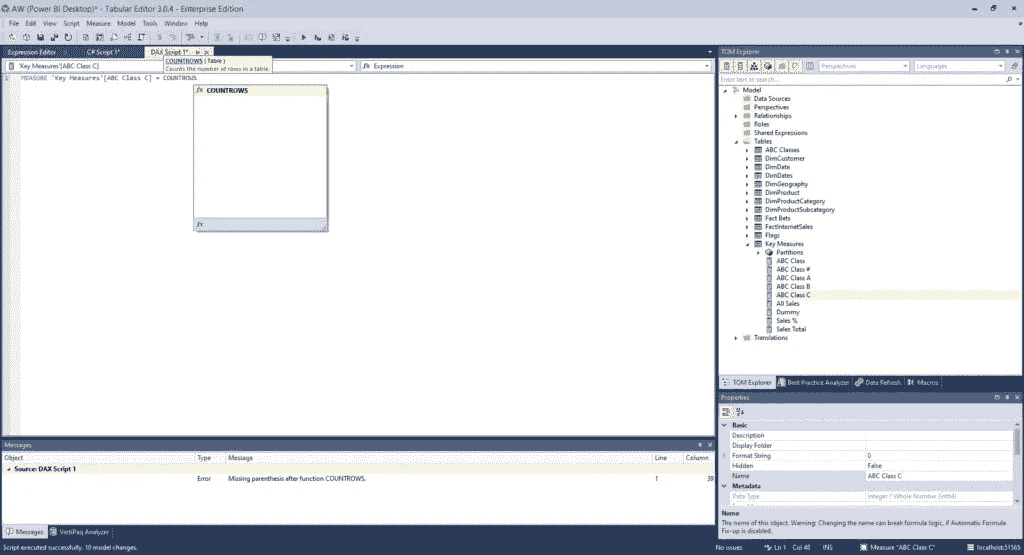 AW (Power BI Desktop)* - Tabular Editor 3.0.4 - Enterprise Edition
File Edit View Script Measure Model Tools Window Help
Expression Editor C# Script 1* DAX Script 1*
COUNTROWS ( Table )
Counts the number of rows in a table.
'Key Measures'[ABC Class C] fx Expression
1 MEASURE 'Key Measures'[ABC Class C] = COUNTROWS
fx COUNTROWS
fx
TOM Explorer
Perspectives Languages
Enter text to search...
Model
Data Sources
Perspectives
Relationships
Roles
Shared Expressions
Tables
ABC Classes
DimCustomer
DimDate
DimDates
DimGeography
DimProduct
DimProductCategory
DimProductSubcategory
Fact Bets
FactInternetSales
Flags
Key Measures
Partitions
ABC Class
ABC Class #
ABC Class A
ABC Class B
ABC Class C
All Sales
Dummy
Sales %
Sales Total
Translations
TOM Explorer Best Practice Analyzer Data Refresh Macros
Properties
Basic
Description
Display Folder
Format String 0
Hidden False
Name ABC Class C
Metadata
Data Type Integer / Whole Number (int64)
Name
The name of this object. Warning: Changing the name can break formula logic, if Automatic Formula
Fix-up is disabled.
Messages
Object Type Message Line Column
Source: DAX Script 1
Error Missing parenthesis after function COUNTROWS. 1 39
Messages VertiPaq Analyzer
Script executed successfully. 10 model changes. No issues Ln 1 Col 48 INS Measure "ABC Class C" localhost:51565